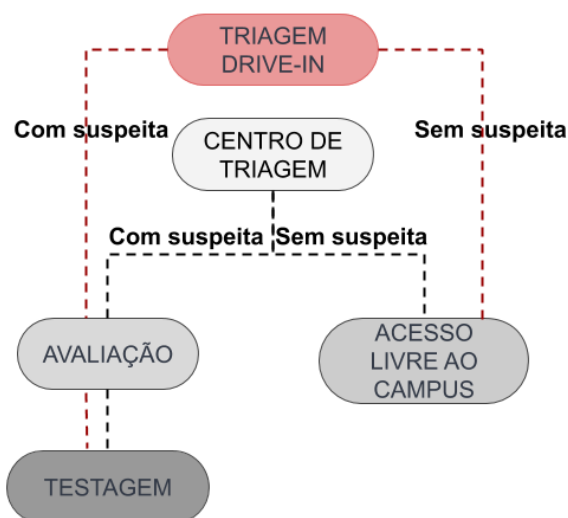 TRIAGEM
DRIVE-IN
Com suspeita
Sem suspeita
CENTRO DE
TRIAGEM
Com suspeita
Sem suspeita
AVALIAÇÃO
ACESSO
LIVRE AO
CAMPUS
TESTAGEM